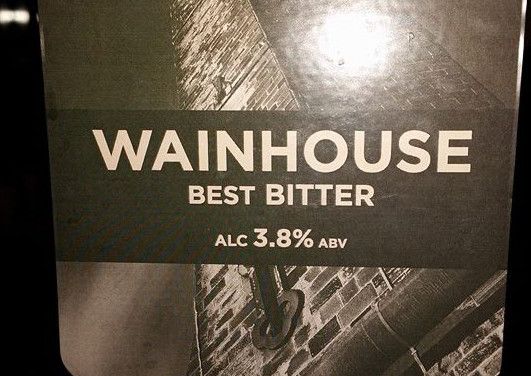 WAINHOUSE
BEST BITTER
ALC 3.8% ABV